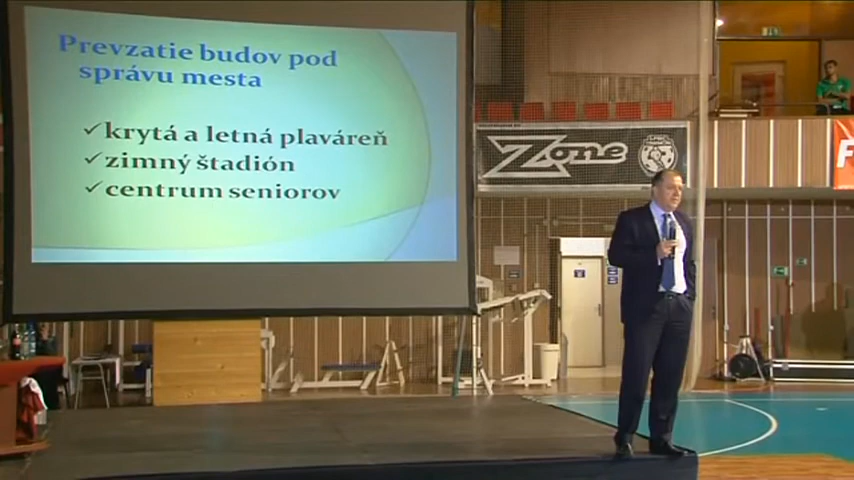 Prevzatie budov pod
správu mesta
✓krytá a letná plaváreň
✓zimný štadión
✓centrum seniorov
Zone
F